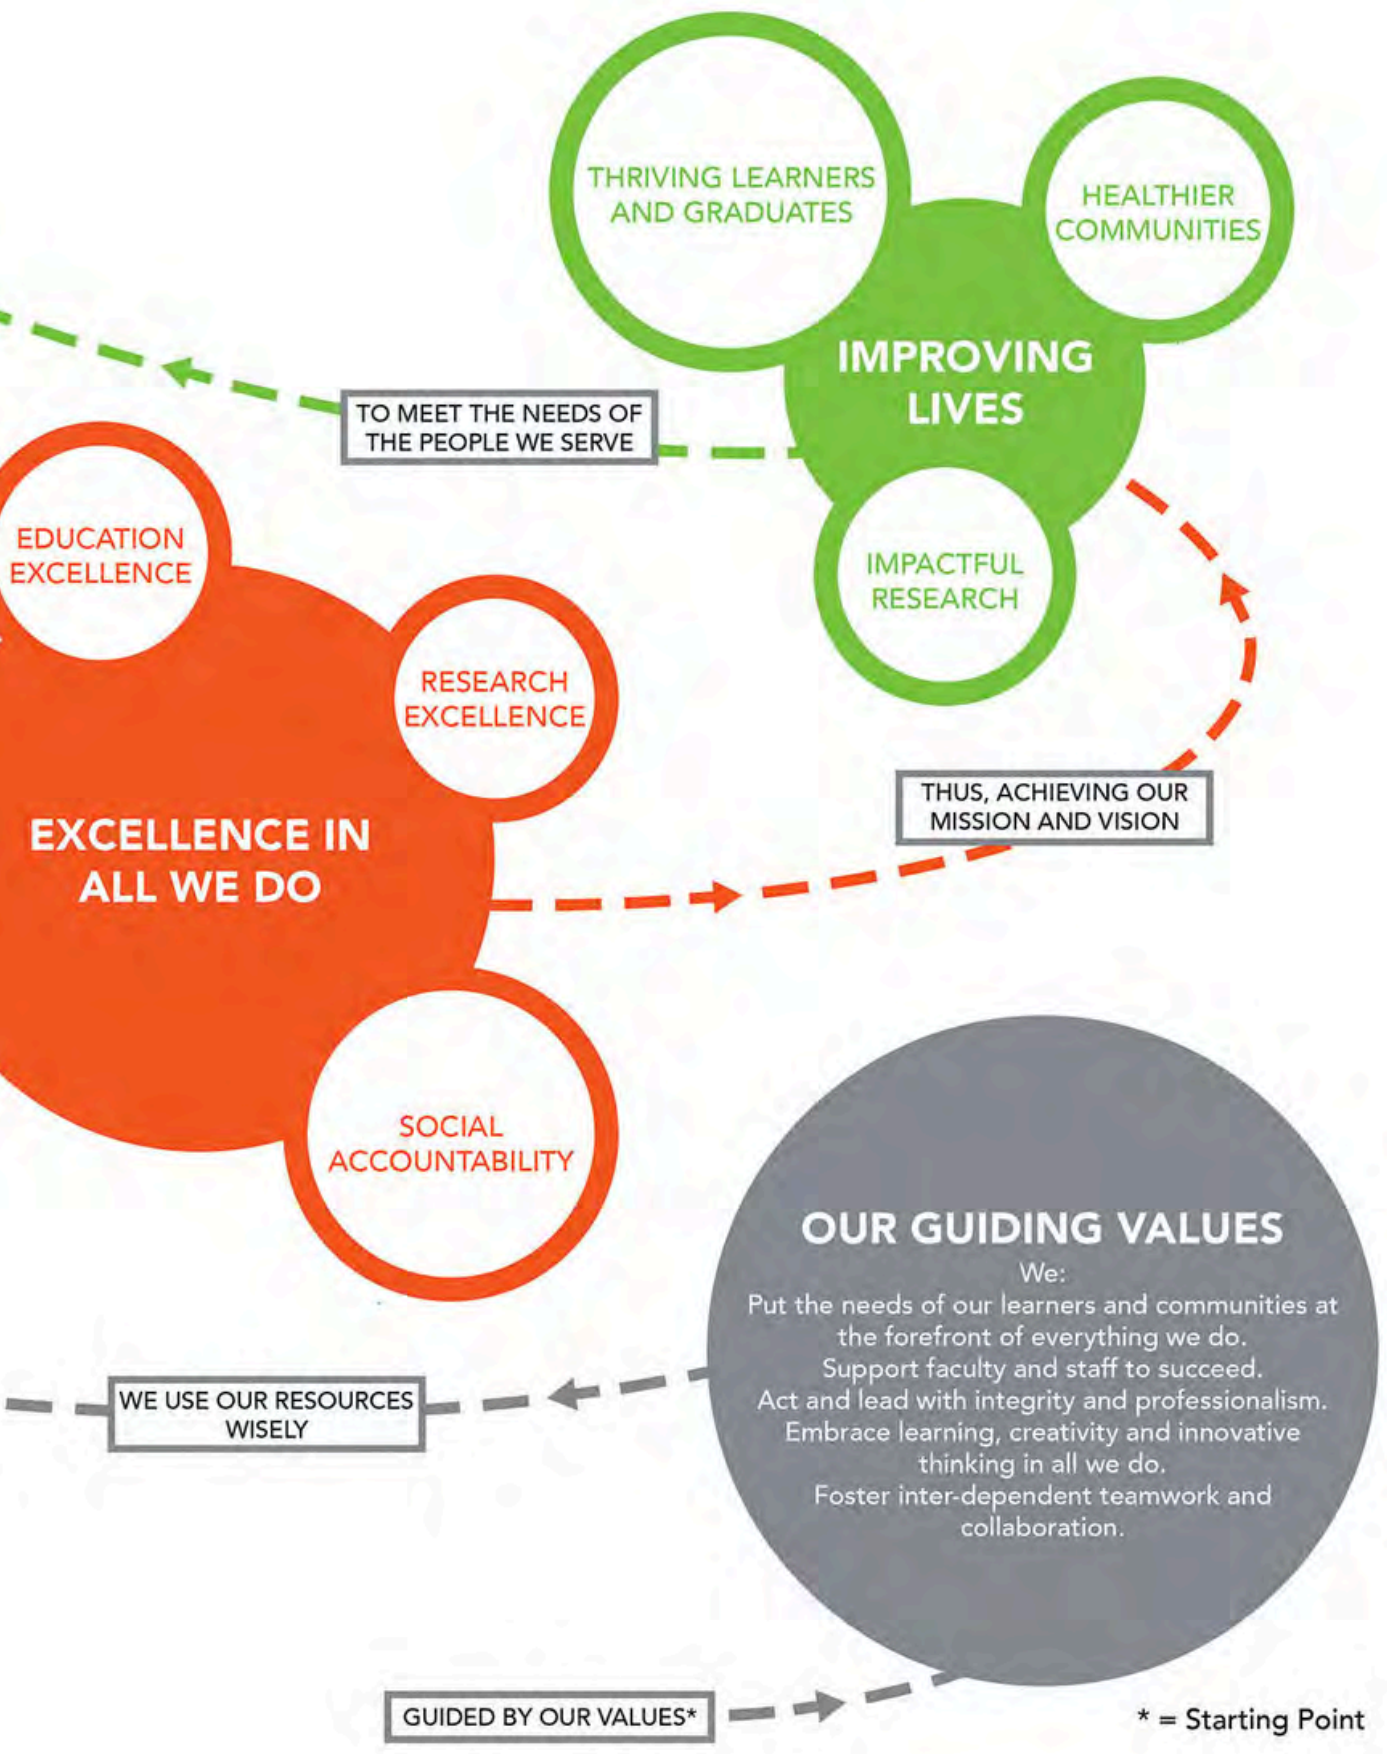 THRIVING LEARNERS
AND GRADUATES
HEALTHIER
COMMUNITIES
IMPROVING
LIVES
TO MEET THE NEEDS OF
THE PEOPLE WE SERVE
IMPACTFUL
RESEARCH
EDUCATION
EXCELLENCE
RESEARCH
EXCELLENCE
THUS, ACHIEVING OUR
MISSION AND VISION
EXCELLENCE IN
ALL WE DO
SOCIAL
ACCOUNTABILITY
OUR GUIDING VALUES
We:
Put the needs of our learners and communities at
the forefront of everything we do.
Support faculty and staff to succeed.
Act and lead with integrity and professionalism.
Embrace learning, creativity and innovative
thinking in all we do.
Foster inter-dependent teamwork and
collaboration.
WE USE OUR RESOURCES
WISELY
GUIDED BY OUR VALUES*
* = Starting Point